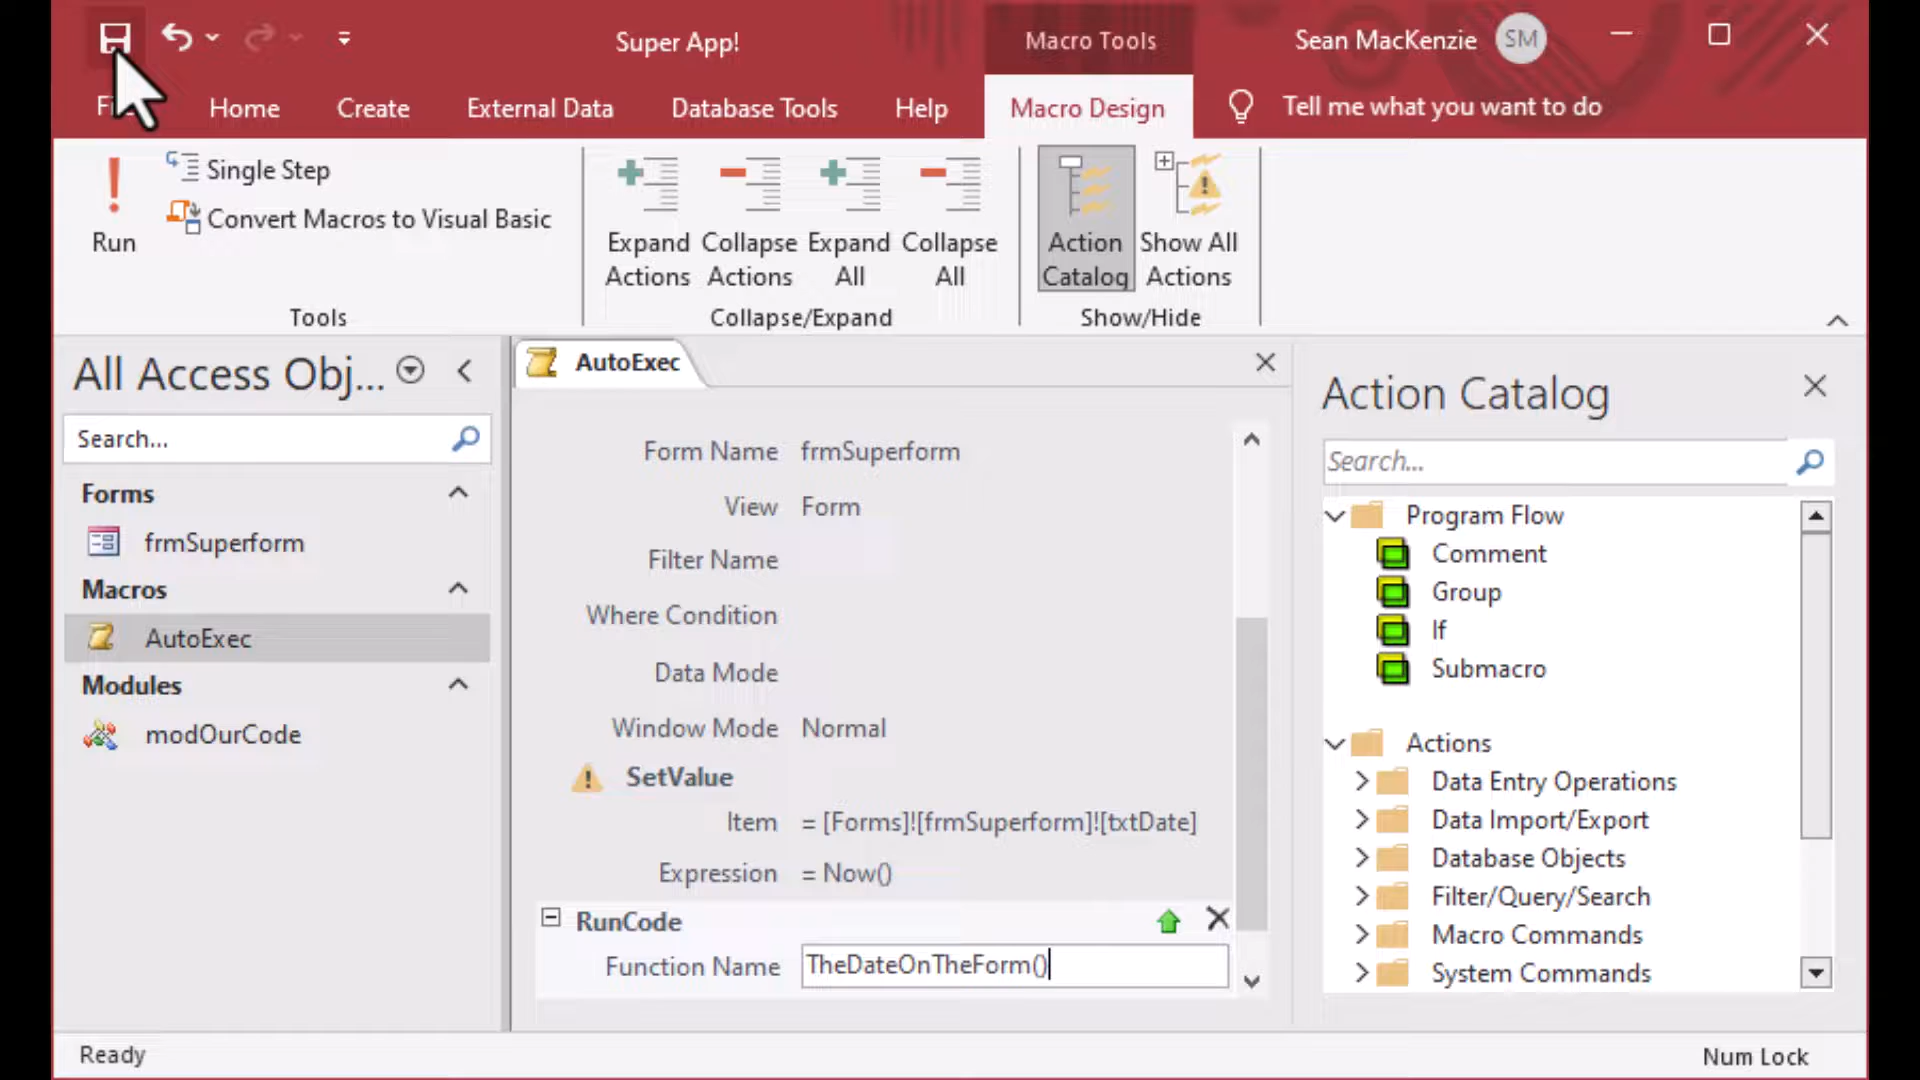 Super App!
Macro Tools
Sean MacKenzie
SM
Home
Create
External Data
Database Tools
Help
Macro Design
Tell me what you want to do
Run
Single Step
Convert Macros to Visual Basic
Tools
Expand
Actions
Collapse
Actions
Expand
All
Collapse
All
Collapse/Expand
Action
Catalog
Show All
Actions
Show/Hide
All Access Obj...
Search...
Forms
frmSuperform
Macros
AutoExec
Modules
modOurCode
AutoExec
Form Name frmSuperform
View Form
Filter Name
Where Condition
Data Mode
Window Mode Normal
SetValue
Item = [Forms]![frmSuperform]![txtDate]
Expression = Now()
RunCode
Function Name TheDateOnTheForm()
Action Catalog
Search...
Program Flow
Comment
Group
If
Submacro
Actions
Data Entry Operations
Data Import/Export
Database Objects
Filter/Query/Search
Macro Commands
System Commands
Ready
Num Lock